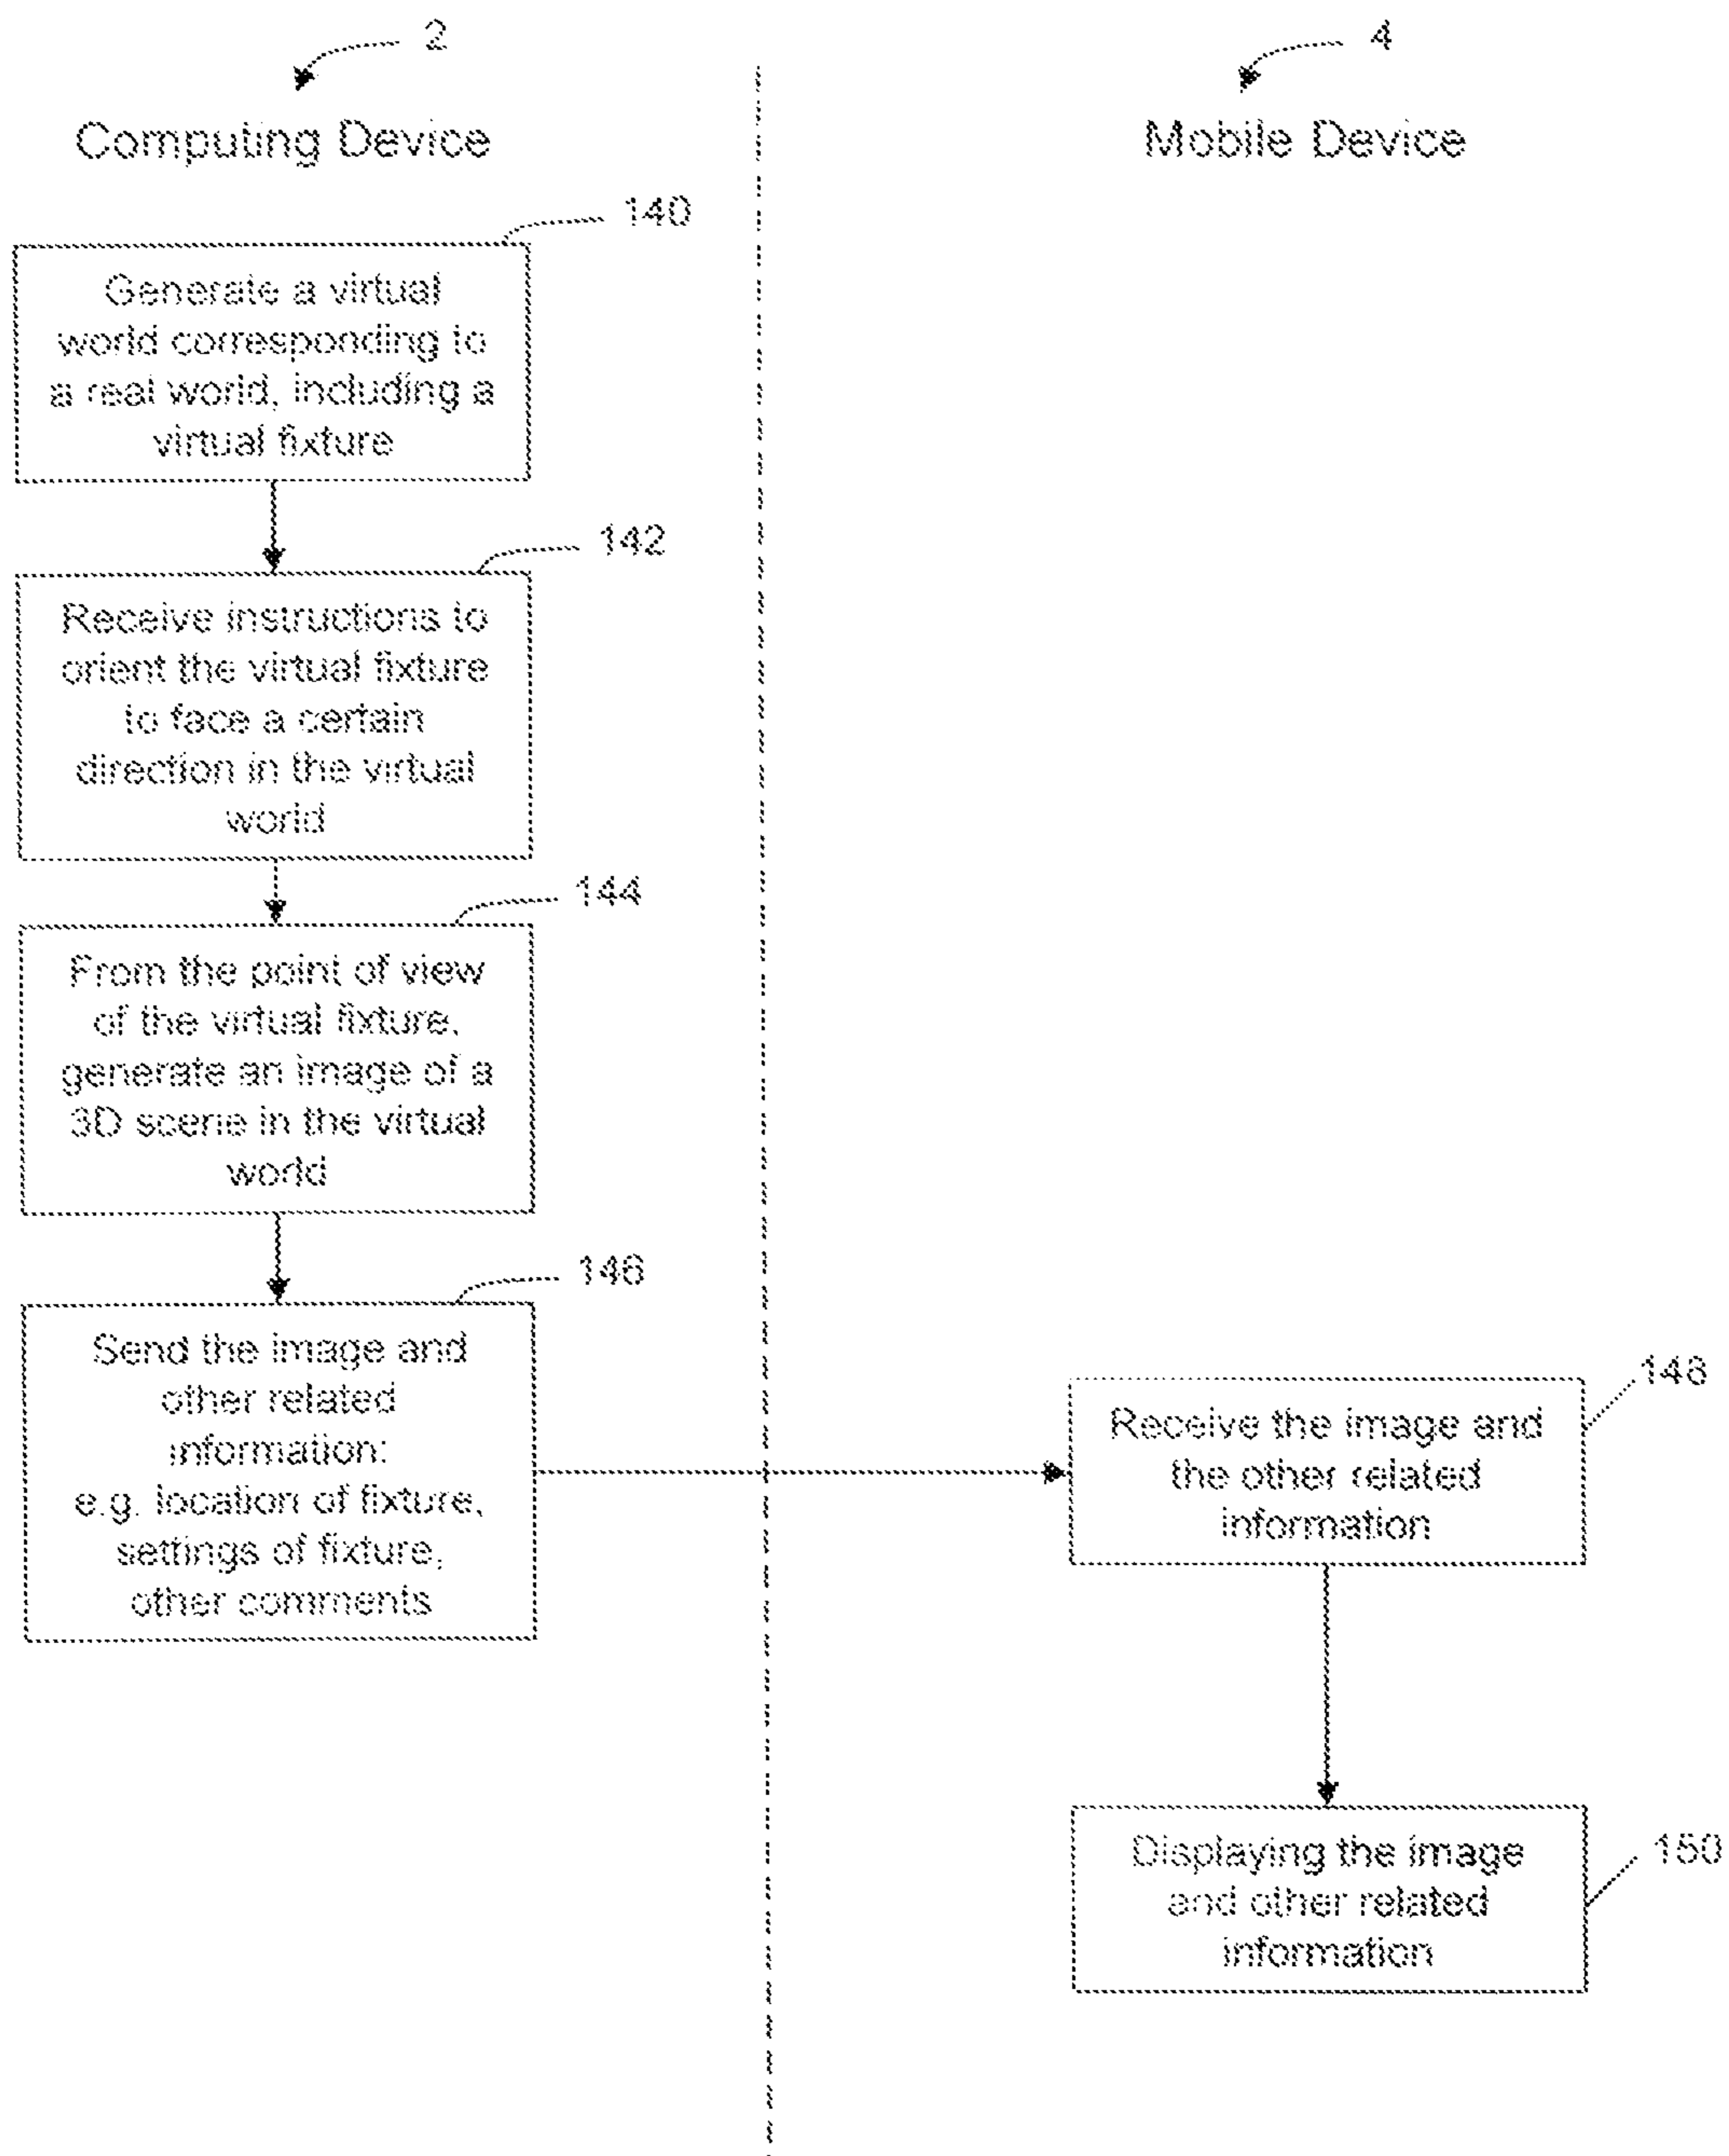 2
4
Computing Device
Mobile Device
140
Generate a virtual
world corresponding to
a real world, including a
virtual fixture
142
Receive instructions to
orient the virtual fixture
to face a certain
direction in the virtual
world
144
From the point of view
of the virtual fixture,
generate an image of a
3D scene in the virtual
world
146
Send the image and
other related
information:
e.g. location of fixture,
settings of fixture,
other comments
148
Receive the image and
the other related
information
150
Displaying the image
and other related
information